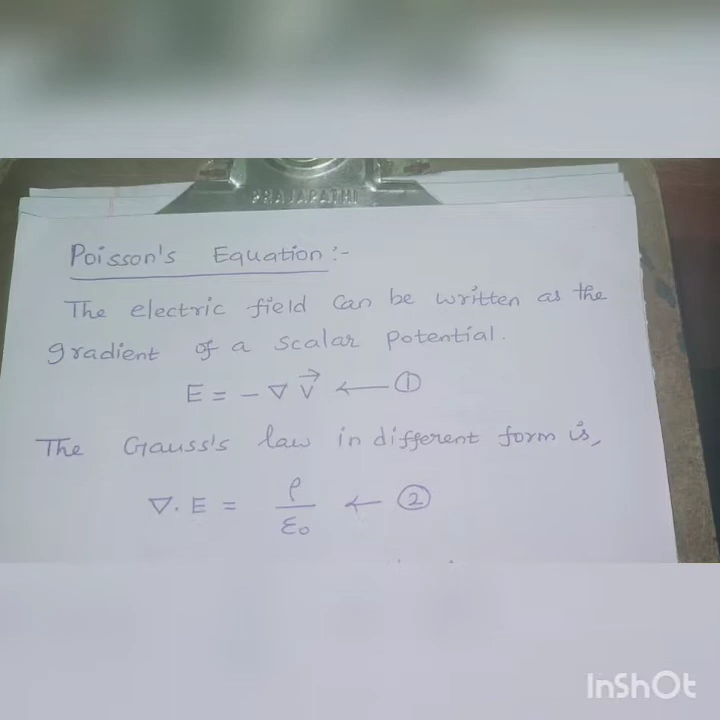 PRAJAPATHI
Poisson's Equation :-
The electric field can be written as the
gradient of a scalar potential.
E = - ∇ V⃗ ← ①
The Gauss's law in different form is,
∇. E = ρ/ε₀ ← ②
InShOt